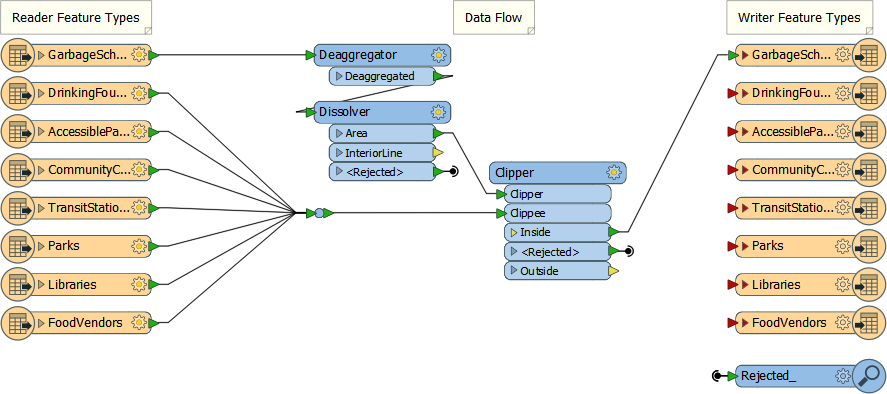 Reader Feature Types
Data Flow
Writer Feature Types
GarbageSch...
DrinkingFou...
AccessiblePa...
CommunityC...
TransitStatio...
Parks
Libraries
FoodVendors
Deaggregator
Deaggregated
Dissolver
Area
InteriorLine
<Rejected>
Clipper
Clipper
Clippee
Inside
<Rejected>
Outside
GarbageSch...
DrinkingFou...
AccessiblePa...
CommunityC...
TransitStatio...
Parks
Libraries
FoodVendors
Rejected_